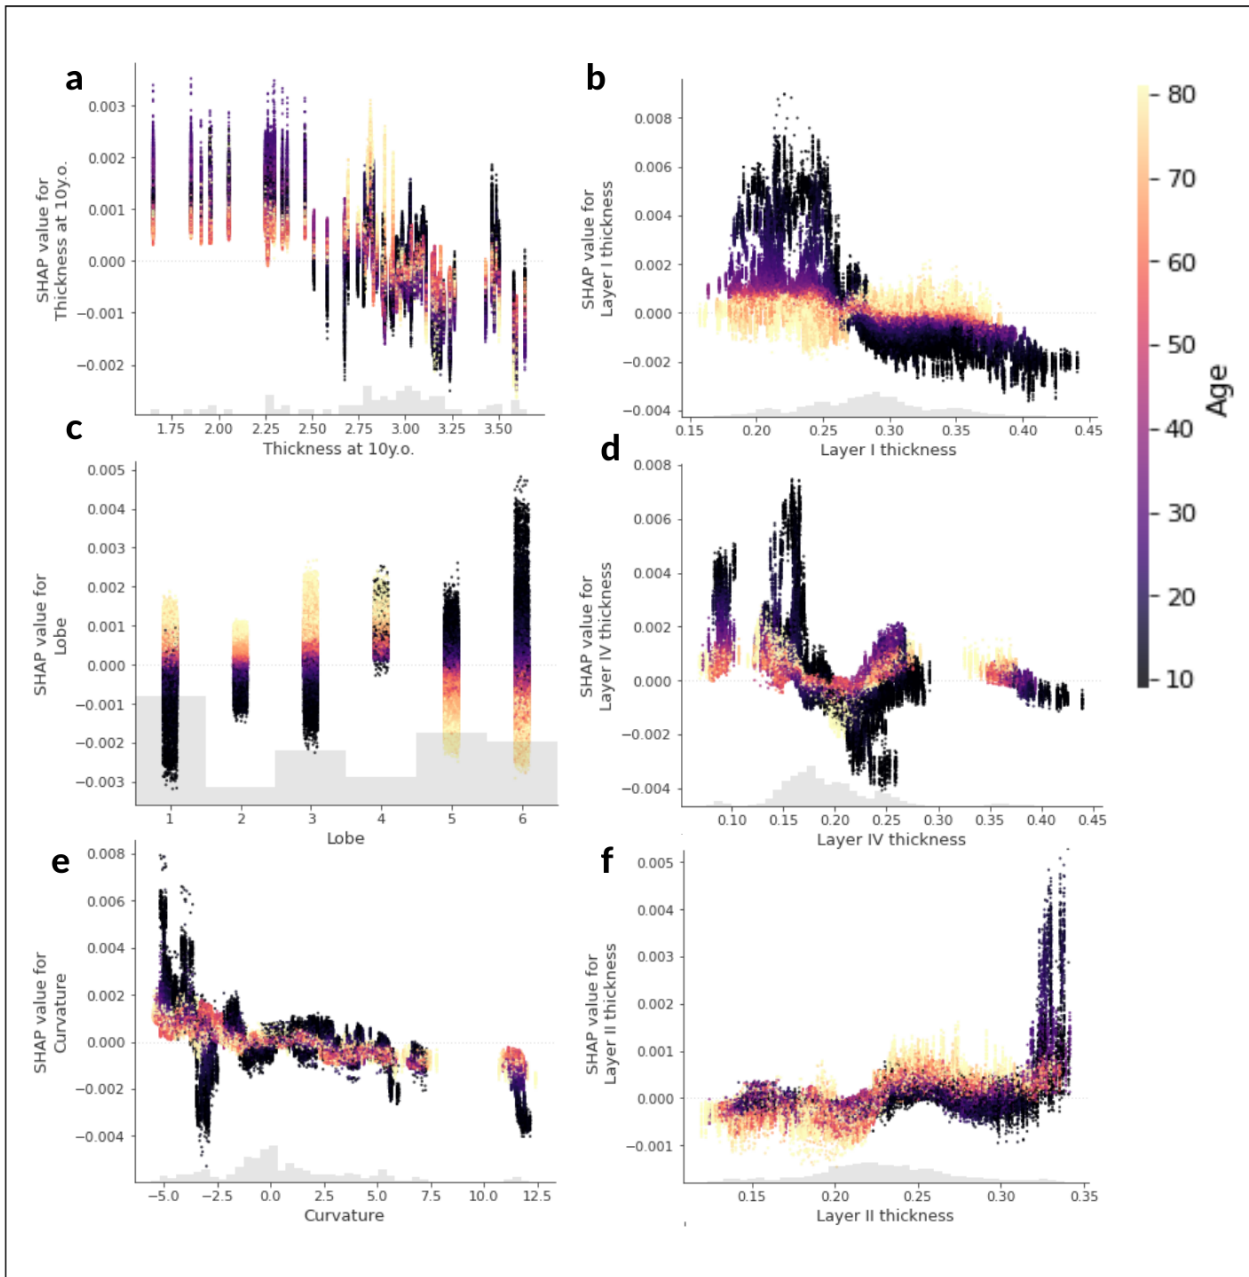 a
0.003
0.002
0.001
0.000
−0.001
−0.002
SHAP value for
Thickness at 10y.o.
1.75 2.00 2.25 2.50 2.75 3.00 3.25 3.50
Thickness at 10y.o.
b
0.008
0.006
0.004
0.002
0.000
−0.002
−0.004
SHAP value for
Layer I thickness
0.15 0.20 0.25 0.30 0.35 0.40 0.45
Layer I thickness
80
70
60
50
40
30
20
10
Age
c
0.005
0.004
0.003
0.002
0.001
0.000
−0.001
−0.002
−0.003
SHAP value for
Lobe
1 2 3 4 5 6
Lobe
d
0.008
0.006
0.004
0.002
0.000
−0.002
−0.004
SHAP value for
Layer IV thickness
0.10 0.15 0.20 0.25 0.30 0.35 0.40 0.45
Layer IV thickness
e
0.008
0.006
0.004
0.002
0.000
−0.002
−0.004
SHAP value for
Curvature
−5.0 −2.5 0.0 2.5 5.0 7.5 10.0 12.5
Curvature
f
0.005
0.004
0.003
0.002
0.001
0.000
−0.001
SHAP value for
Layer II thickness
0.15 0.20 0.25 0.30 0.35
Layer II thickness